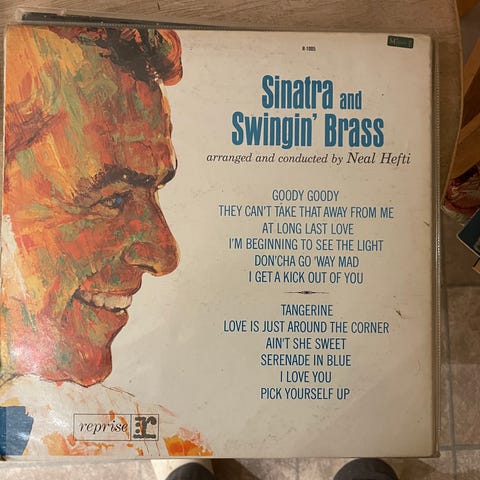 R-1005
Sinatra and
Swingin' Brass
arranged and conducted by Neal Hefti
GOODY GOODY
THEY CAN'T TAKE THAT AWAY FROM ME
AT LONG LAST LOVE
I'M BEGINNING TO SEE THE LIGHT
DON'CHA GO 'WAY MAD
I GET A KICK OUT OF YOU
TANGERINE
LOVE IS JUST AROUND THE CORNER
AIN'T SHE SWEET
SERENADE IN BLUE
I LOVE YOU
PICK YOURSELF UP
reprise r